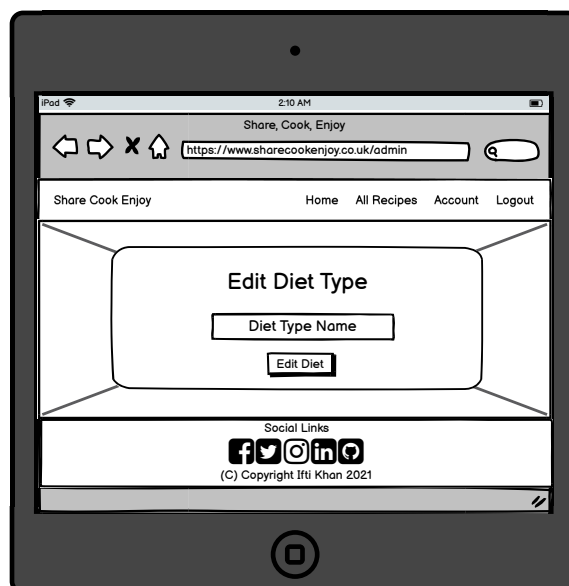 iPad 2:10 AM
Share, Cook, Enjoy
https://www.sharecookenjoy.co.uk/admin
Share Cook Enjoy Home All Recipes Account Logout
Edit Diet Type
Diet Type Name
Edit Diet
Social Links
(C) Copyright Ifti Khan 2021